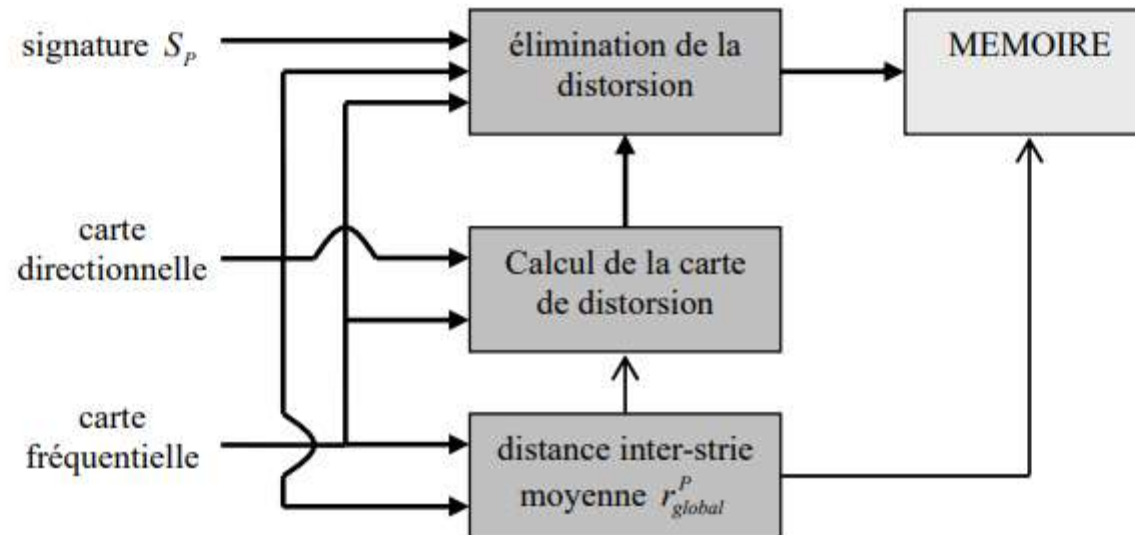 signature S_P
élimination de la
distorsion
MEMOIRE
carte
directionnelle
Calcul de la carte
de distorsion
carte
fréquentielle
distance inter-strie
moyenne r^P_global